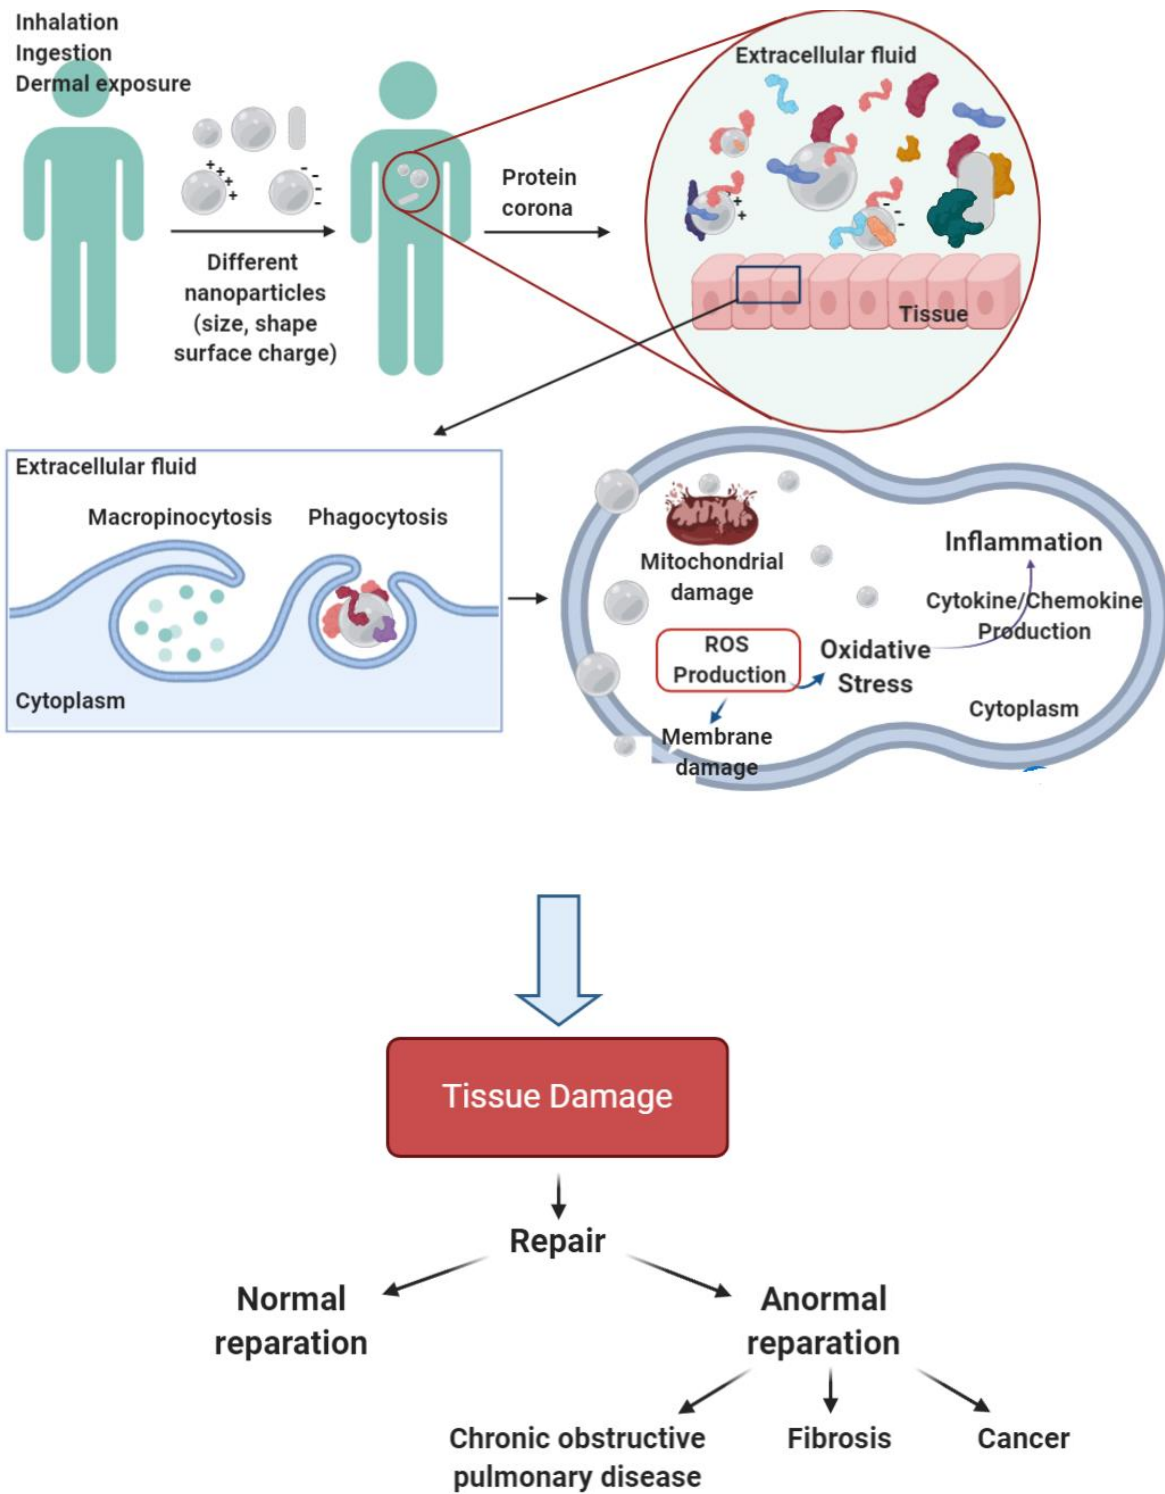 Inhalation
Ingestion
Dermal exposure
Different
nanoparticles
(size, shape
surface charge)
Protein
corona
Extracellular fluid
Tissue
Extracellular fluid
Macropinocytosis
Phagocytosis
Cytoplasm
Mitochondrial
damage
ROS
Production
Oxidative
Stress
Membrane
damage
Inflammation
Cytokine/Chemokine
Production
Cytoplasm
Tissue Damage
Repair
Normal
reparation
Anormal
reparation
Chronic obstructive
pulmonary disease
Fibrosis
Cancer